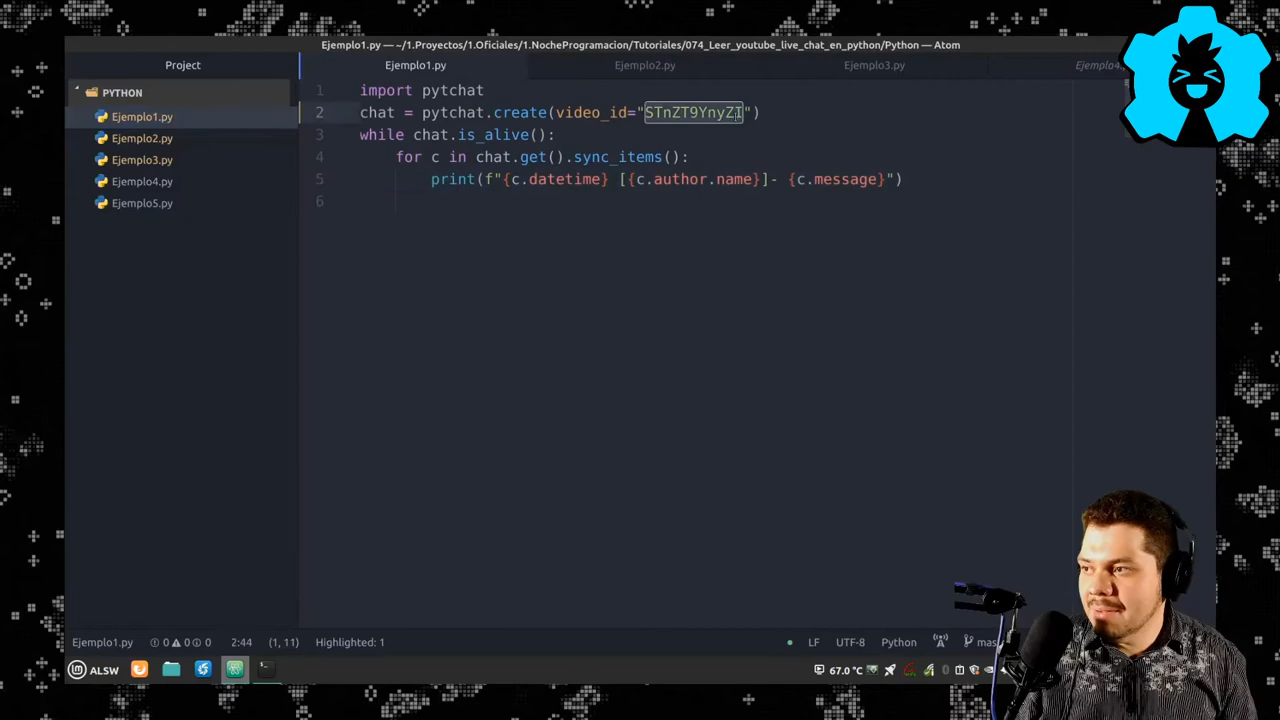 Ejemplo1.py — ~/1.Proyectos/1.Oficiales/1.NocheProgramacion/Tutoriales/074_Leer_youtube_live_chat_en_python/Python — Atom
Project
Ejemplo1.py
Ejemplo2.py
Ejemplo3.py
Ejemplo4
PYTHON
Ejemplo1.py
Ejemplo2.py
Ejemplo3.py
Ejemplo4.py
Ejemplo5.py
1 import pytchat
2 chat = pytchat.create(video_id="STnZT9YnyZI")
3 while chat.is_alive():
4 for c in chat.get().sync_items():
5 print(f"{c.datetime} [{c.author.name}]- {c.message}")
6
Ejemplo1.py 0 0 0 2:44 (1, 11) Highlighted: 1
LF UTF-8 Python mas
ALSW 67.0 °C